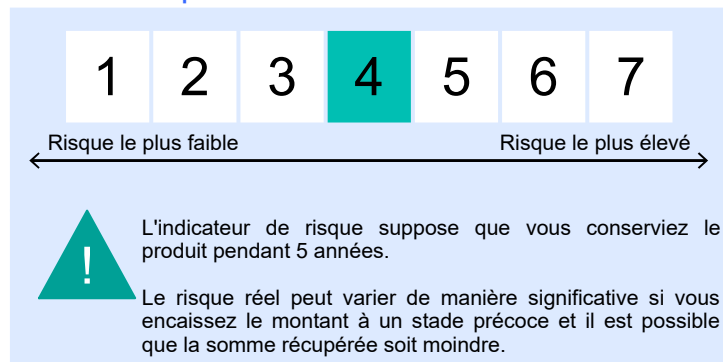 1 2 3 4 5 6 7
Risque le plus faible Risque le plus élevé
!
L'indicateur de risque suppose que vous conserviez le
produit pendant 5 années.
Le risque réel peut varier de manière significative si vous
encaissez le montant à un stade précoce et il est possible
que la somme récupérée soit moindre.